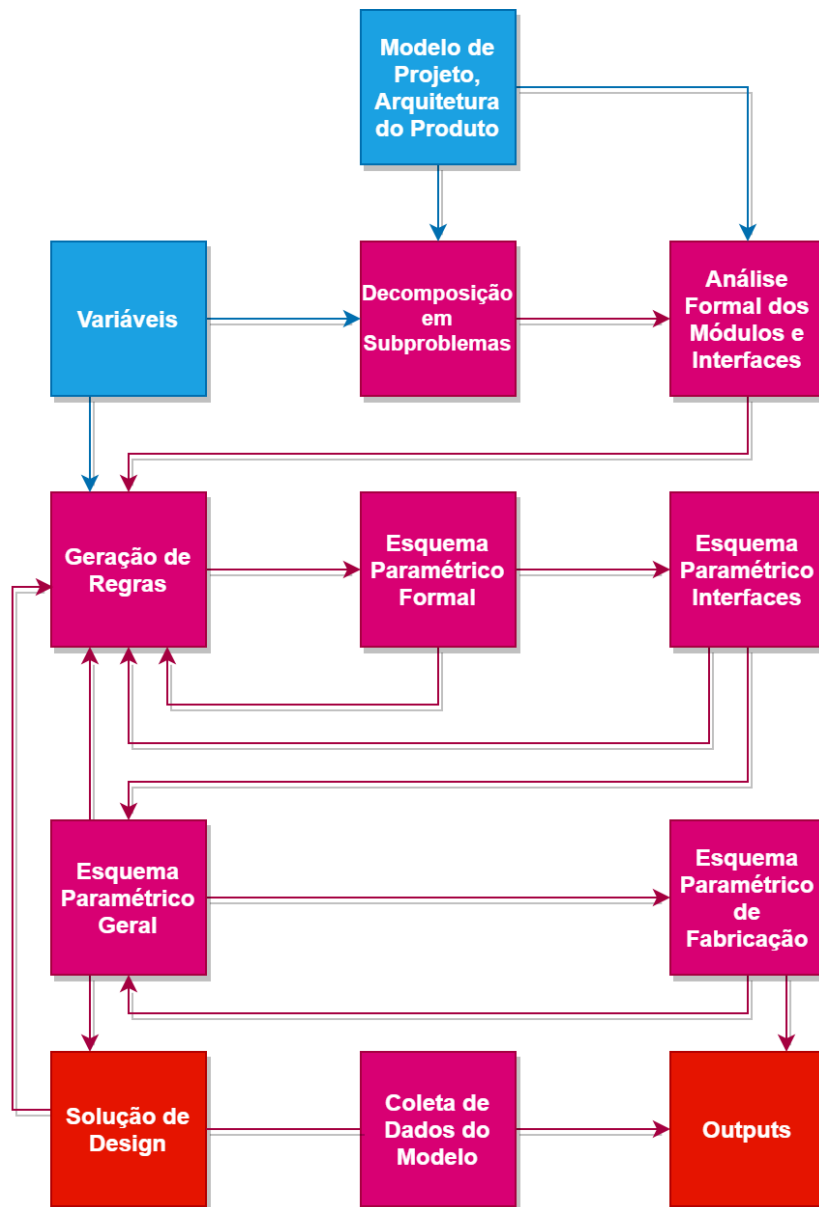 Modelo de
Projeto,
Arquitetura
do Produto
Variáveis
Decomposição
em
Subproblemas
Análise
Formal dos
Módulos e
Interfaces
Geração de
Regras
Esquema
Paramétrico
Formal
Esquema
Paramétrico
Interfaces
Esquema
Paramétrico
Geral
Esquema
Paramétrico
de
Fabricação
Solução de
Design
Coleta de
Dados do
Modelo
Outputs